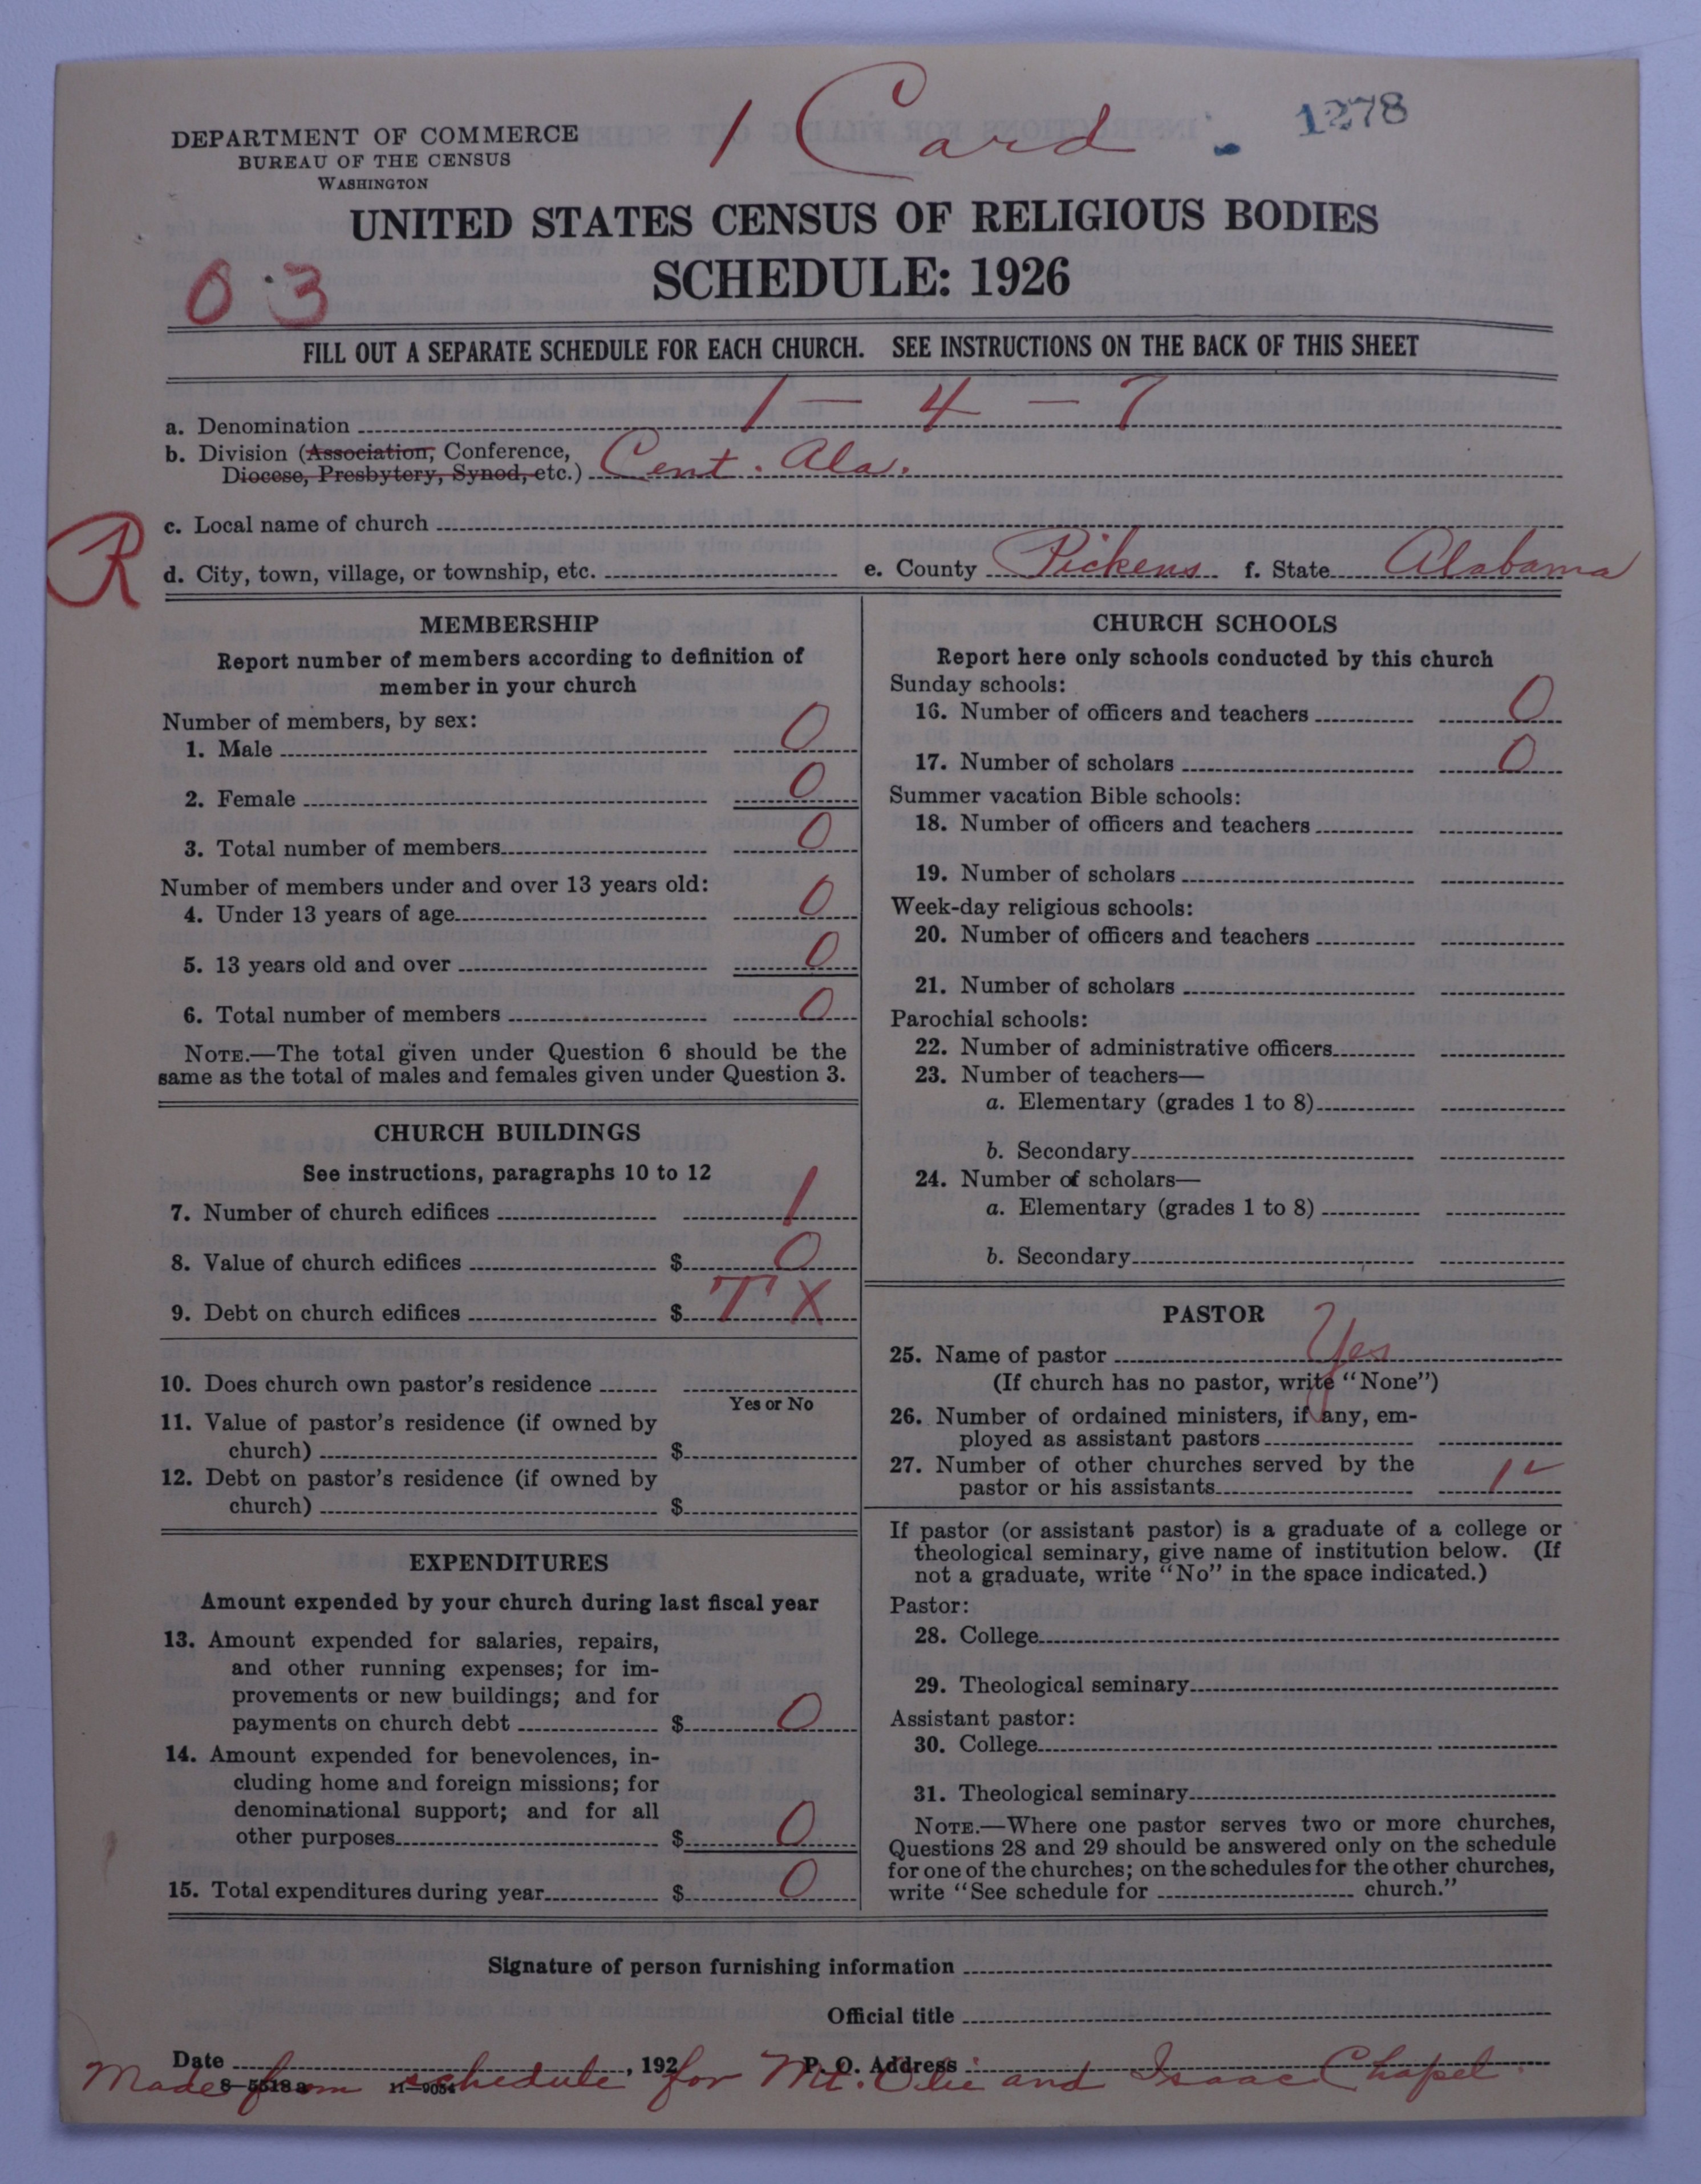 1 Card. 1278
DEPARTMENT OF COMMERCE
BUREAU OF THE CENSUS
WASHINGTON
UNITED STATES CENSUS OF RELIGIOUS BODIES
SCHEDULE: 1926
03
FILL OUT A SEPARATE SCHEDULE FOR EACH CHURCH. SEE INSTRUCTIONS ON THE BACK OF THIS SHEET
a. Denomination 1 - 4 - 7
b. Division (Association, Conference,
Diocese, Presbytery, Synod, etc.) Cent. Ala.
R
c. Local name of church
d. City, town, village, or township, etc. e. County Pickens f. State Alabama
MEMBERSHIP
Report number of members according to definition of
member in your church
Number of members, by sex:
1. Male 0
2. Female 0
3. Total number of members 0
Number of members under and over 13 years old:
4. Under 13 years of age 0
5. 13 years old and over 0
6. Total number of members 0
NOTE.—The total given under Question 6 should be the
same as the total of males and females given under Question 3.
CHURCH BUILDINGS
See instructions, paragraphs 10 to 12
7. Number of church edifices 1
8. Value of church edifices $ 0
9. Debt on church edifices $ T X
10. Does church own pastor's residence
Yes or No
11. Value of pastor's residence (if owned by
church) $
12. Debt on pastor's residence (if owned by
church) $
EXPENDITURES
Amount expended by your church during last fiscal year
13. Amount expended for salaries, repairs,
and other running expenses; for im-
provements or new buildings; and for
payments on church debt $ 0
14. Amount expended for benevolences, in-
cluding home and foreign missions; for
denominational support; and for all
other purposes $ 0
15. Total expenditures during year $ 0
CHURCH SCHOOLS
Report here only schools conducted by this church
Sunday schools:
16. Number of officers and teachers 0
17. Number of scholars 0
Summer vacation Bible schools:
18. Number of officers and teachers
19. Number of scholars
Week-day religious schools:
20. Number of officers and teachers
21. Number of scholars
Parochial schools:
22. Number of administrative officers
23. Number of teachers—
a. Elementary (grades 1 to 8)
b. Secondary
24. Number of scholars—
a. Elementary (grades 1 to 8)
b. Secondary
PASTOR
25. Name of pastor Yes
(If church has no pastor, write "None")
26. Number of ordained ministers, if any, em-
ployed as assistant pastors
27. Number of other churches served by the
pastor or his assistants 1
If pastor (or assistant pastor) is a graduate of a college or
theological seminary, give name of institution below. (If
not a graduate, write "No" in the space indicated.)
Pastor:
28. College
29. Theological seminary
Assistant pastor:
30. College
31. Theological seminary
NOTE.—Where one pastor serves two or more churches,
Questions 28 and 29 should be answered only on the schedule
for one of the churches; on the schedules for the other churches,
write "See schedule for church."
Signature of person furnishing information
Official title
Date , 192 P. O. Address
Made from schedule for Mt. Olie and Isaac Chapel.
8—5518a 11—9054